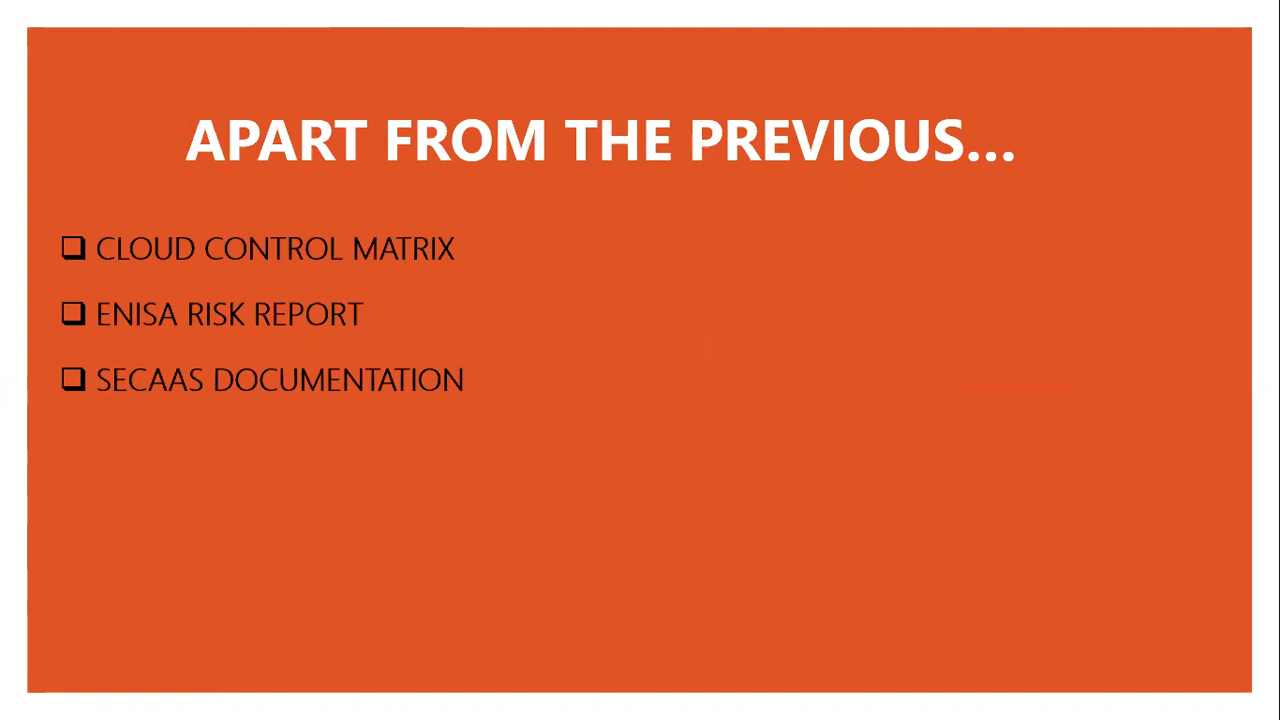 APART FROM THE PREVIOUS...
CLOUD CONTROL MATRIX
ENISA RISK REPORT
SECAAS DOCUMENTATION